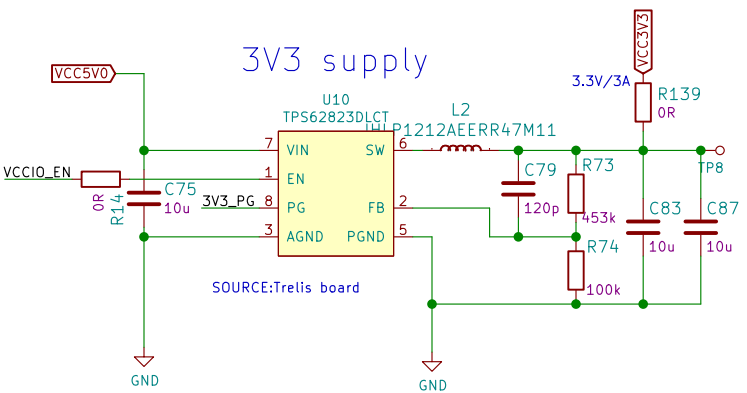 3V3 supply
VCC5V0
VCC3V3
3.3V/3A
R139
0R
U10
TPS62823DLCT
L2
IHLP1212AEERR47M11
7
VIN
SW
6
VCCIO_EN
1
EN
0R
R14
C75
10u
3V3_PG
8
PG
FB
2
3
AGND
PGND
5
C79
120p
R73
453k
TP8
C83
10u
C87
10u
R74
100k
SOURCE:Trelis board
GND
GND